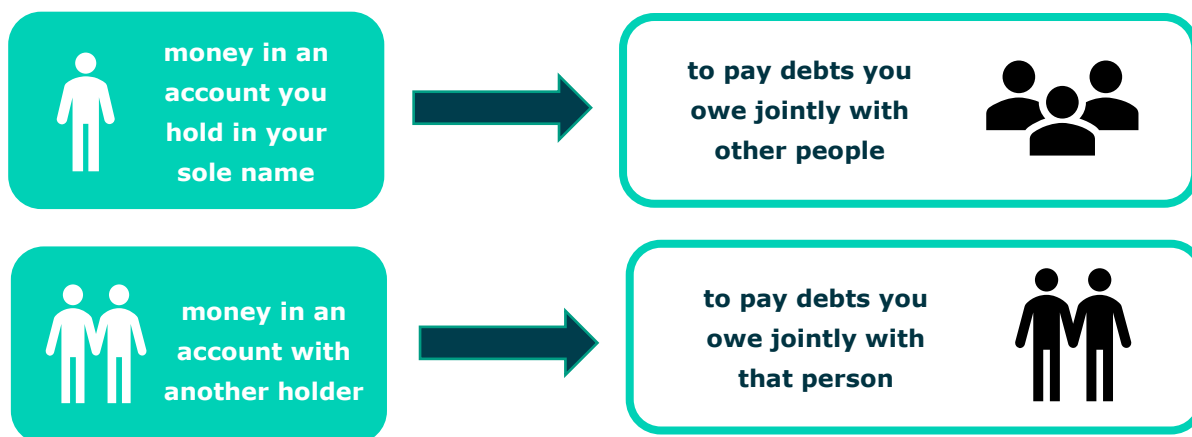 money in an
account you
hold in your
sole name
to pay debts you
owe jointly with
other people
money in an
account with
another holder
to pay debts you
owe jointly with
that person